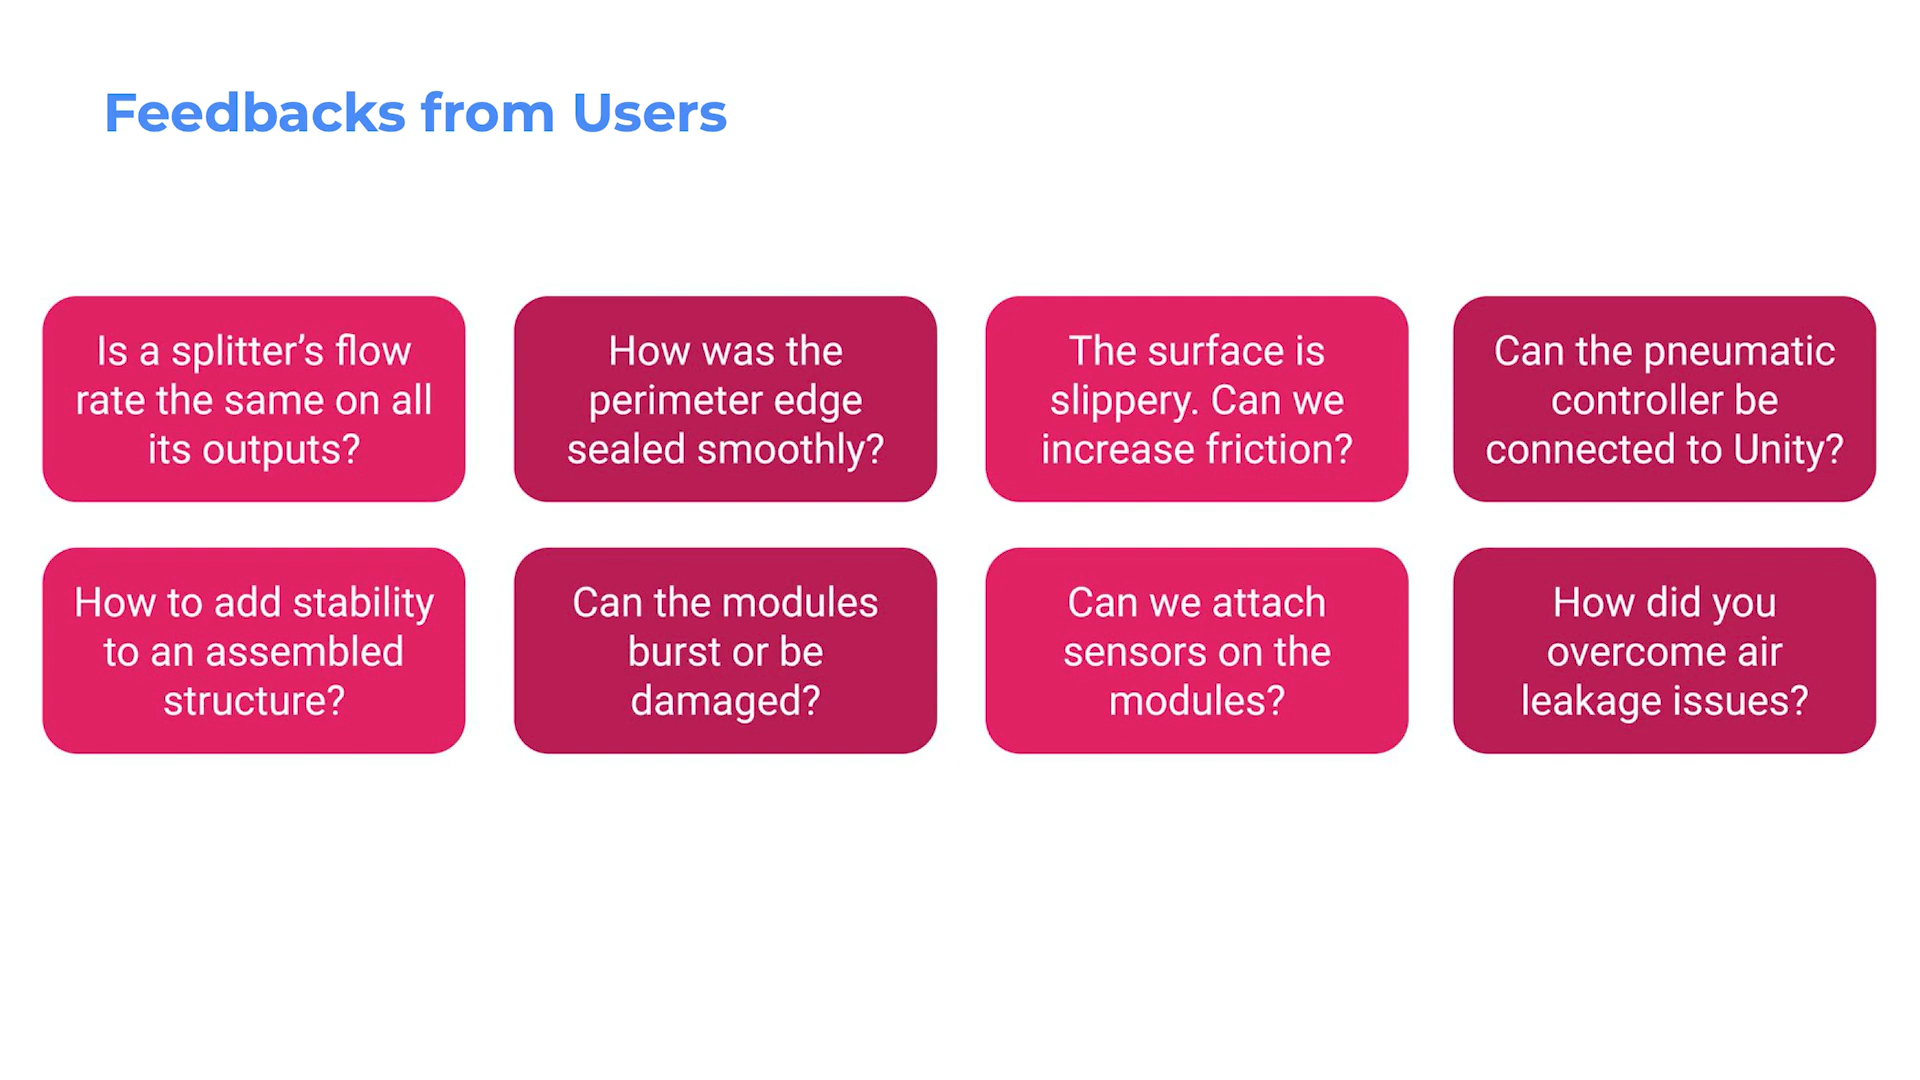 Feedbacks from Users
Is a splitter’s flow
rate the same on all
its outputs?
How was the
perimeter edge
sealed smoothly?
The surface is
slippery. Can we
increase friction?
Can the pneumatic
controller be
connected to Unity?
How to add stability
to an assembled
structure?
Can the modules
burst or be
damaged?
Can we attach
sensors on the
modules?
How did you
overcome air
leakage issues?